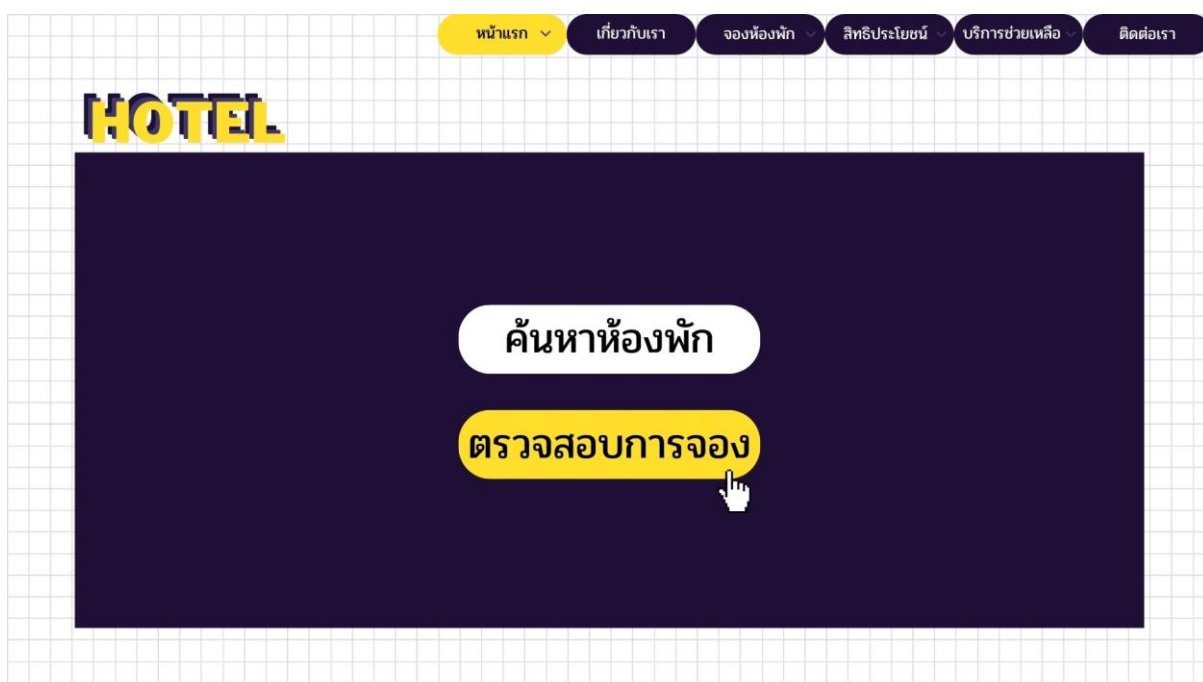 หน้าแรก เกี่ยวกับเรา จองห้องพัก สิทธิประโยชน์ บริการช่วยเหลือ ติดต่อเรา
HOTEL
ค้นหาห้องพัก
ตรวจสอบการจอง